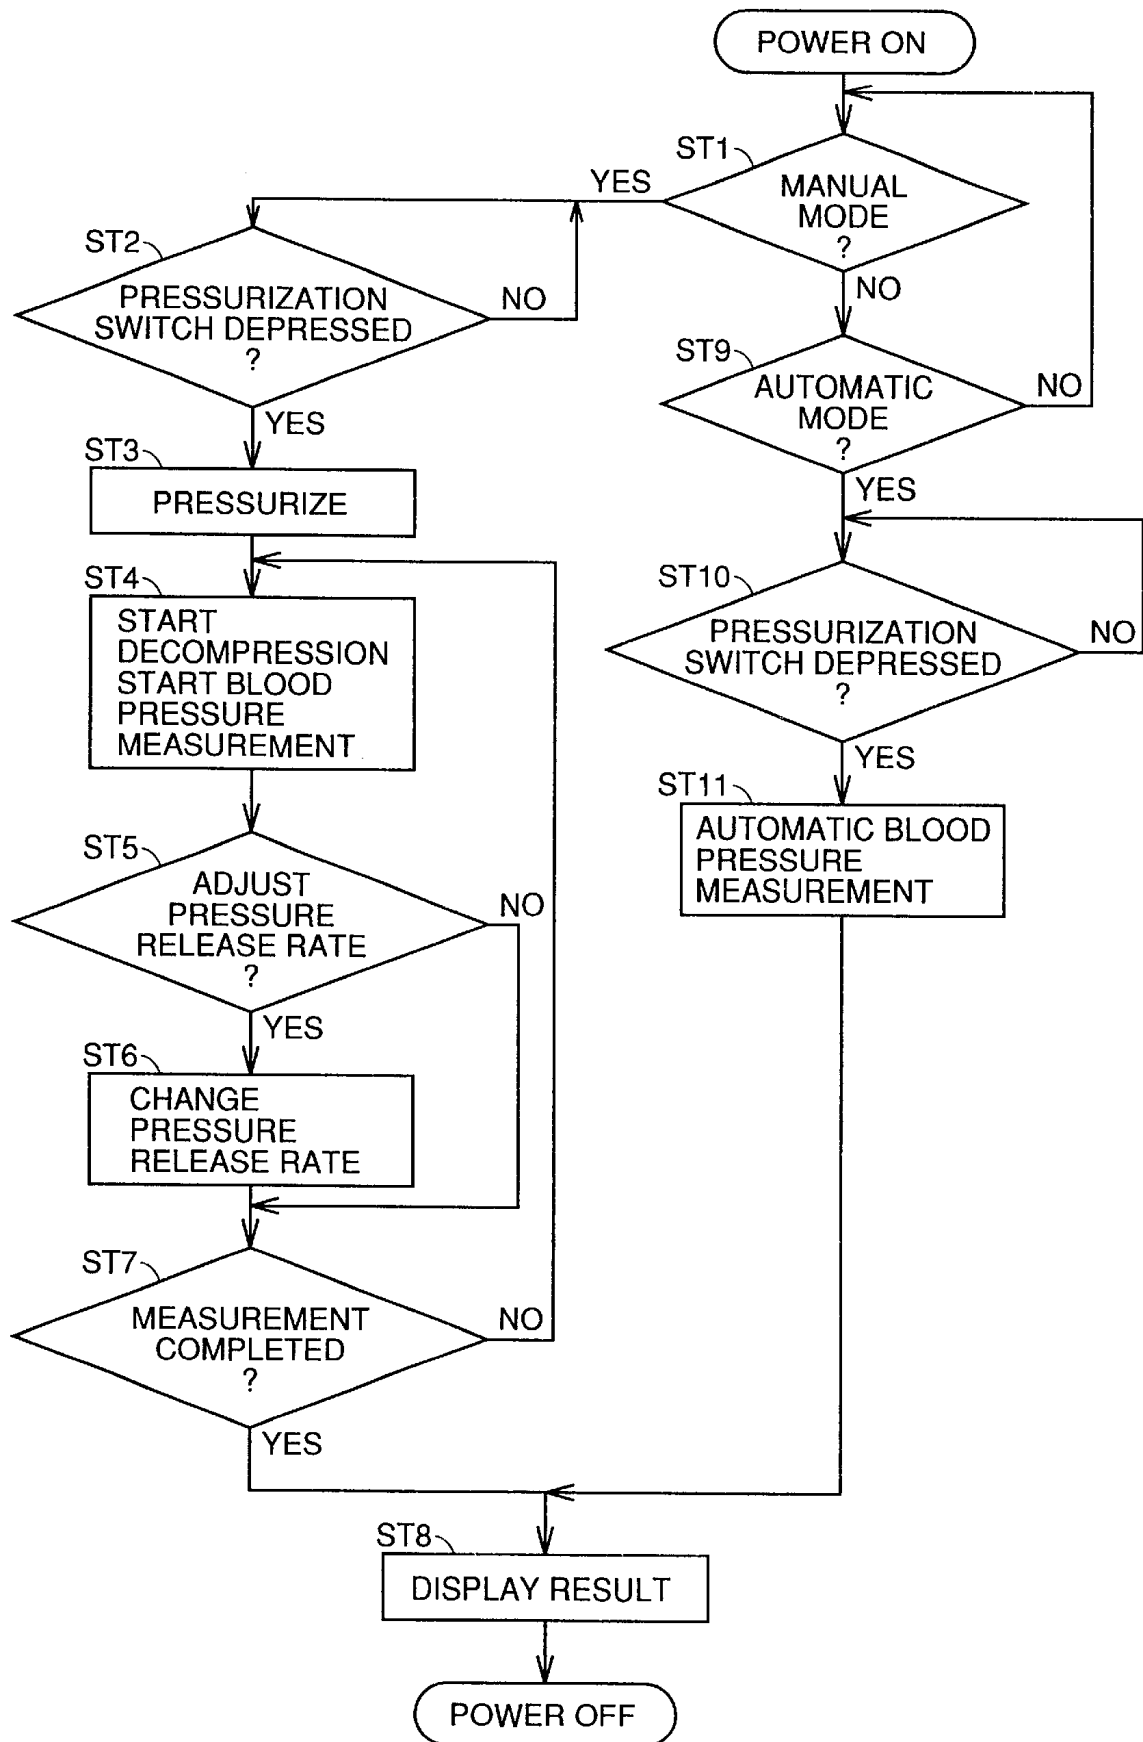 POWER ON
ST1
YES
MANUAL
MODE
?
NO
ST2
PRESSURIZATION
SWITCH DEPRESSED
?
NO
YES
ST3
PRESSURIZE
ST4
START
DECOMPRESSION
START BLOOD
PRESSURE
MEASUREMENT
ST5
ADJUST
PRESSURE
RELEASE RATE
?
NO
YES
ST6
CHANGE
PRESSURE
RELEASE RATE
ST7
MEASUREMENT
COMPLETED
?
NO
YES
ST9
AUTOMATIC
MODE
?
NO
YES
ST10
PRESSURIZATION
SWITCH DEPRESSED
?
NO
YES
ST11
AUTOMATIC BLOOD
PRESSURE
MEASUREMENT
ST8
DISPLAY RESULT
POWER OFF